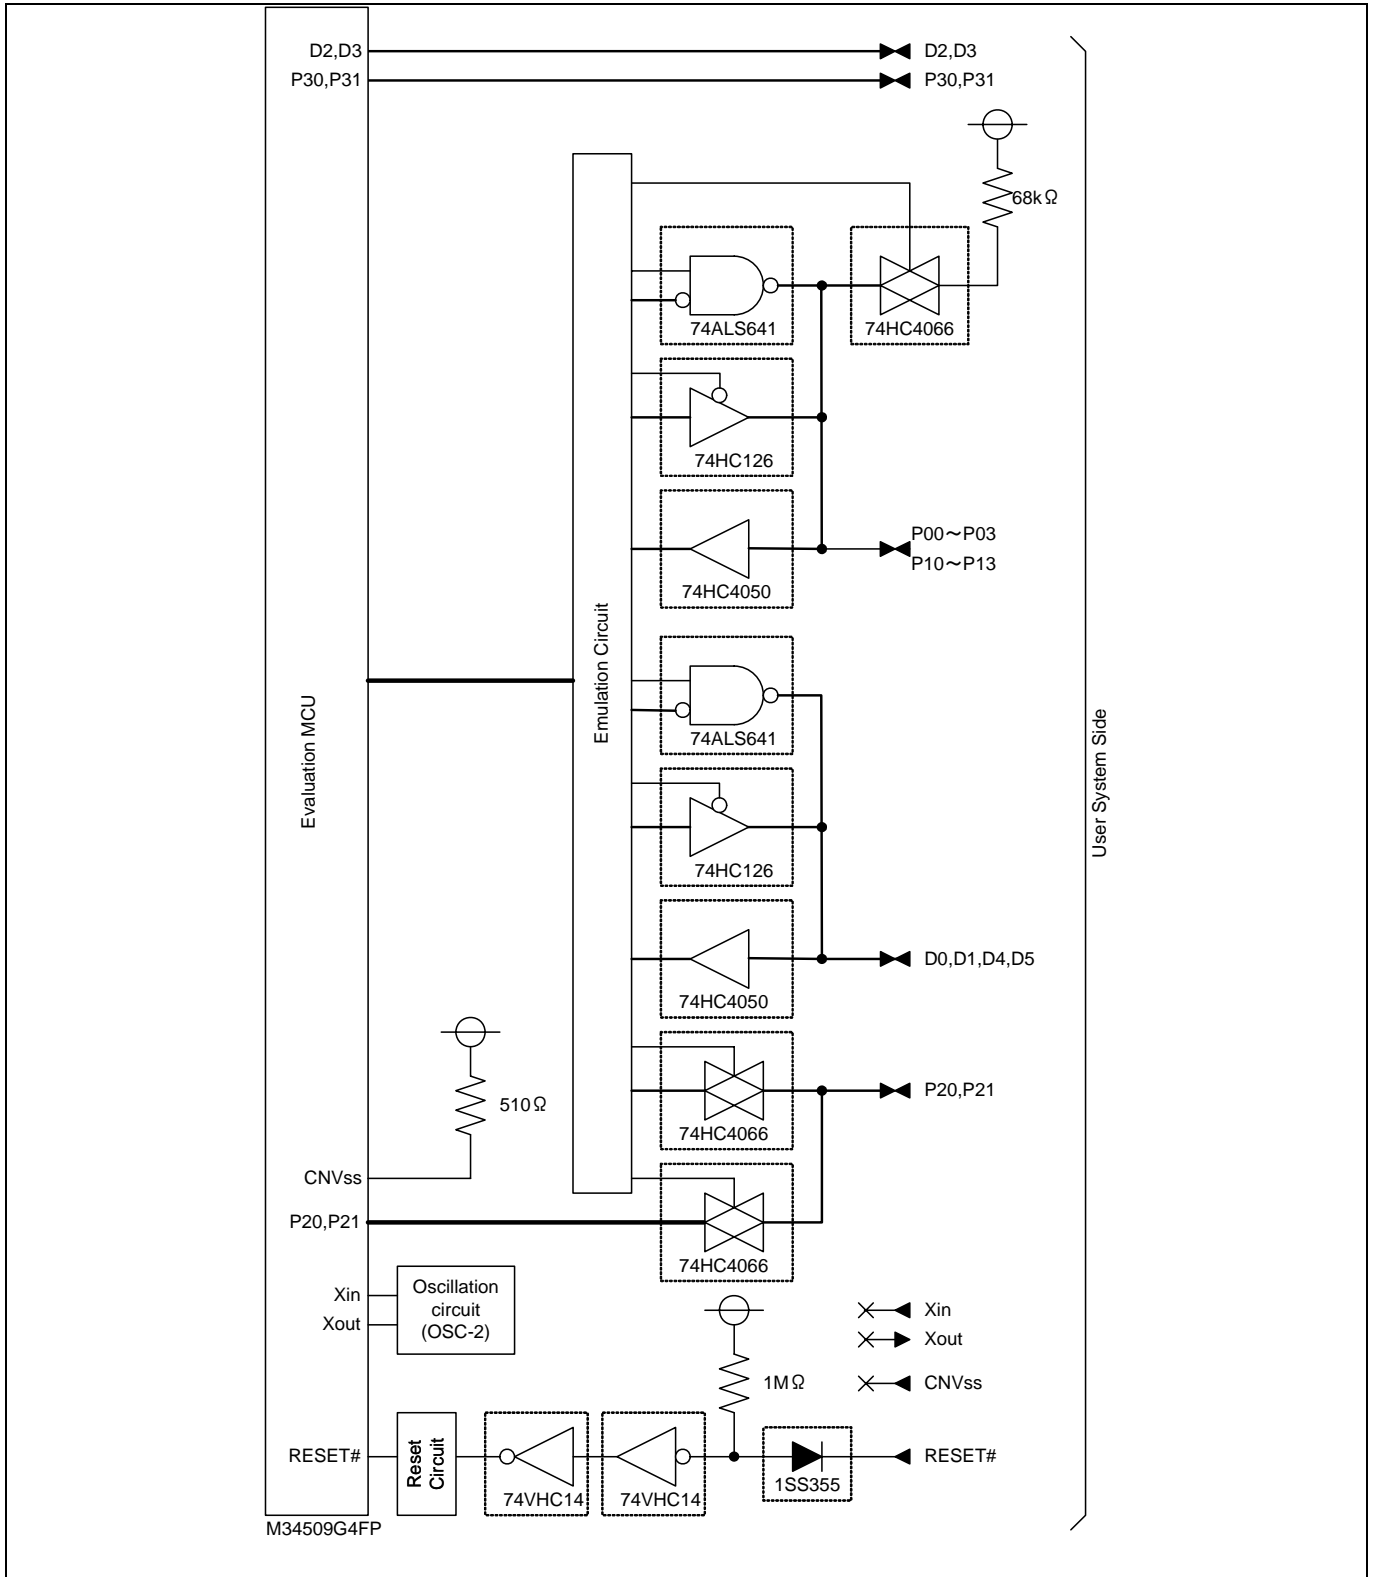 D2,D3
D2,D3
P30,P31
P30,P31
68kΩ
74ALS641
74HC4066
74HC126
P00～P03
P10～P13
74HC4050
Emulation Circuit
Evaluation MCU
74ALS641
User System Side
74HC126
D0,D1,D4,D5
74HC4050
510Ω
P20,P21
74HC4066
CNVss
P20,P21
74HC4066
Xin
Xout
Oscillation
circuit
(OSC-2)
Xin
Xout
1MΩ
CNVss
RESET#
Reset
Circuit
74VHC14
74VHC14
1SS355
RESET#
M34509G4FP